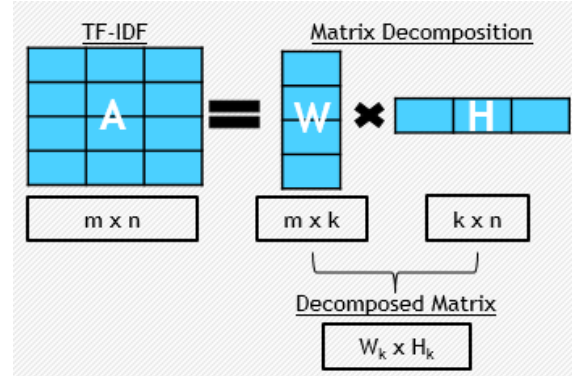 TF-IDF Matrix Decomposition
A = W × H
m x n m x k k x n
Decomposed Matrix
Wₖ x Hₖ